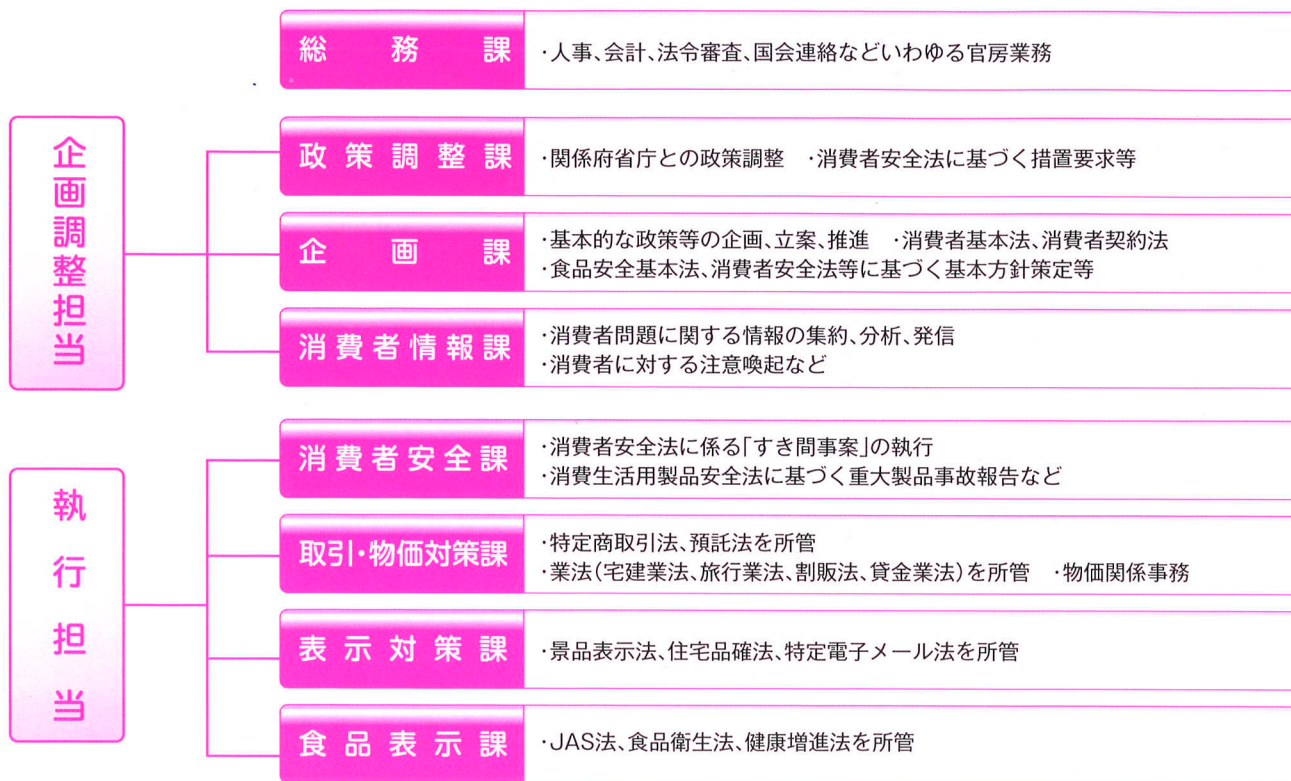 総務課
・人事、会計、法令審査、国会連絡などいわゆる官房業務
企画調整担当
政策調整課
・関係府省庁との政策調整　・消費者安全法に基づく措置要求等
企画課
・基本的な政策等の企画、立案、推進　・消費者基本法、消費者契約法
・食品安全基本法、消費者安全法等に基づく基本方針策定等
消費者情報課
・消費者問題に関する情報の集約、分析、発信
・消費者に対する注意喚起など
執行担当
消費者安全課
・消費者安全法に係る「すき間事案」の執行
・消費生活用製品安全法に基づく重大製品事故報告など
取引・物価対策課
・特定商取引法、預託法を所管
・業法（宅建業法、旅行業法、割販法、貸金業法）を所管　・物価関係事務
表示対策課
・景品表示法、住宅品確法、特定電子メール法を所管
食品表示課
・JAS法、食品衛生法、健康増進法を所管